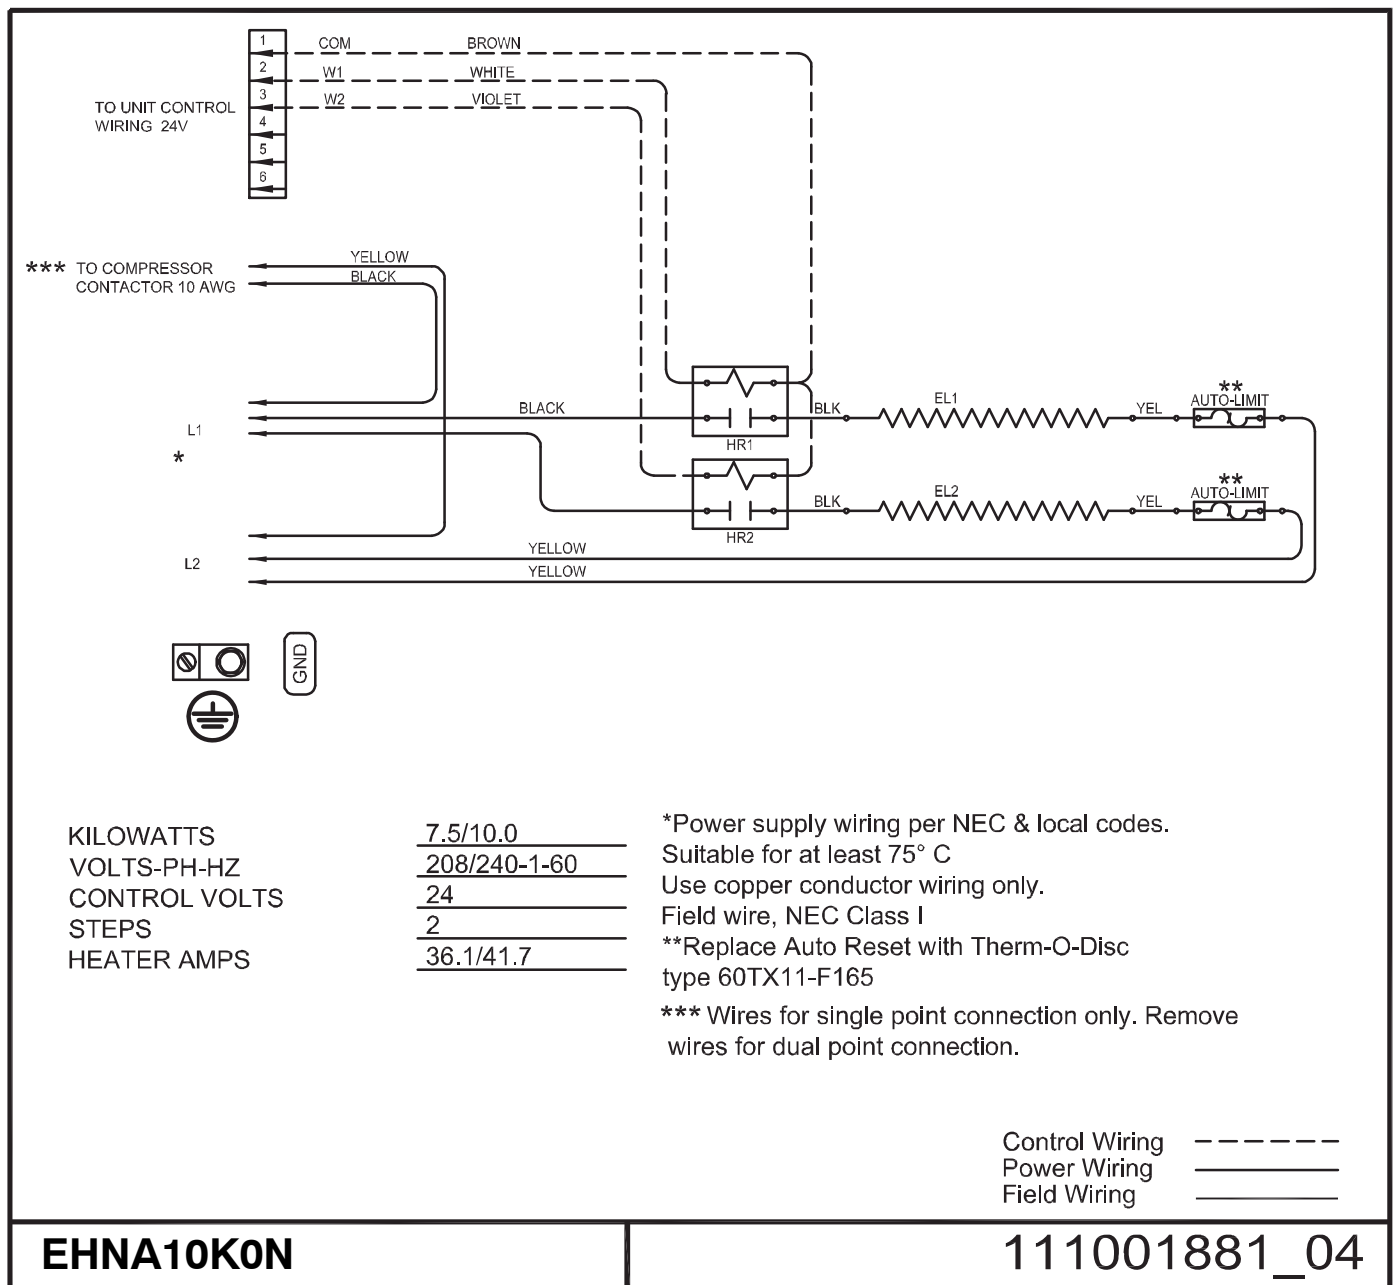 1 COM BROWN
2 W1 WHITE
3 W2 VIOLET
4
5
6
TO UNIT CONTROL
WIRING 24V
YELLOW
BLACK
*** TO COMPRESSOR
CONTACTOR 10 AWG
BLACK
L1
*
HR1
BLK
EL1
YEL
**
AUTO-LIMIT
HR2
BLK
EL2
YEL
**
AUTO-LIMIT
L2
YELLOW
YELLOW
GND
KILOWATTS 7.5/10.0
VOLTS-PH-HZ 208/240-1-60
CONTROL VOLTS 24
STEPS 2
HEATER AMPS 36.1/41.7
*Power supply wiring per NEC & local codes.
Suitable for at least 75° C
Use copper conductor wiring only.
Field wire, NEC Class I
**Replace Auto Reset with Therm-O-Disc
type 60TX11-F165
*** Wires for single point connection only. Remove
wires for dual point connection.
Control Wiring
Power Wiring
Field Wiring
EHNA10K0N
111001881_04